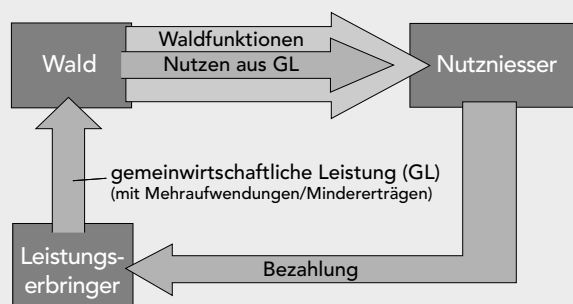 Waldfunktionen
Wald
Nutzen aus GL
Nutzniesser
gemeinwirtschaftliche Leistung (GL)
(mit Mehraufwendungen/Mindererträgen)
Leistungs-
erbringer
Bezahlung